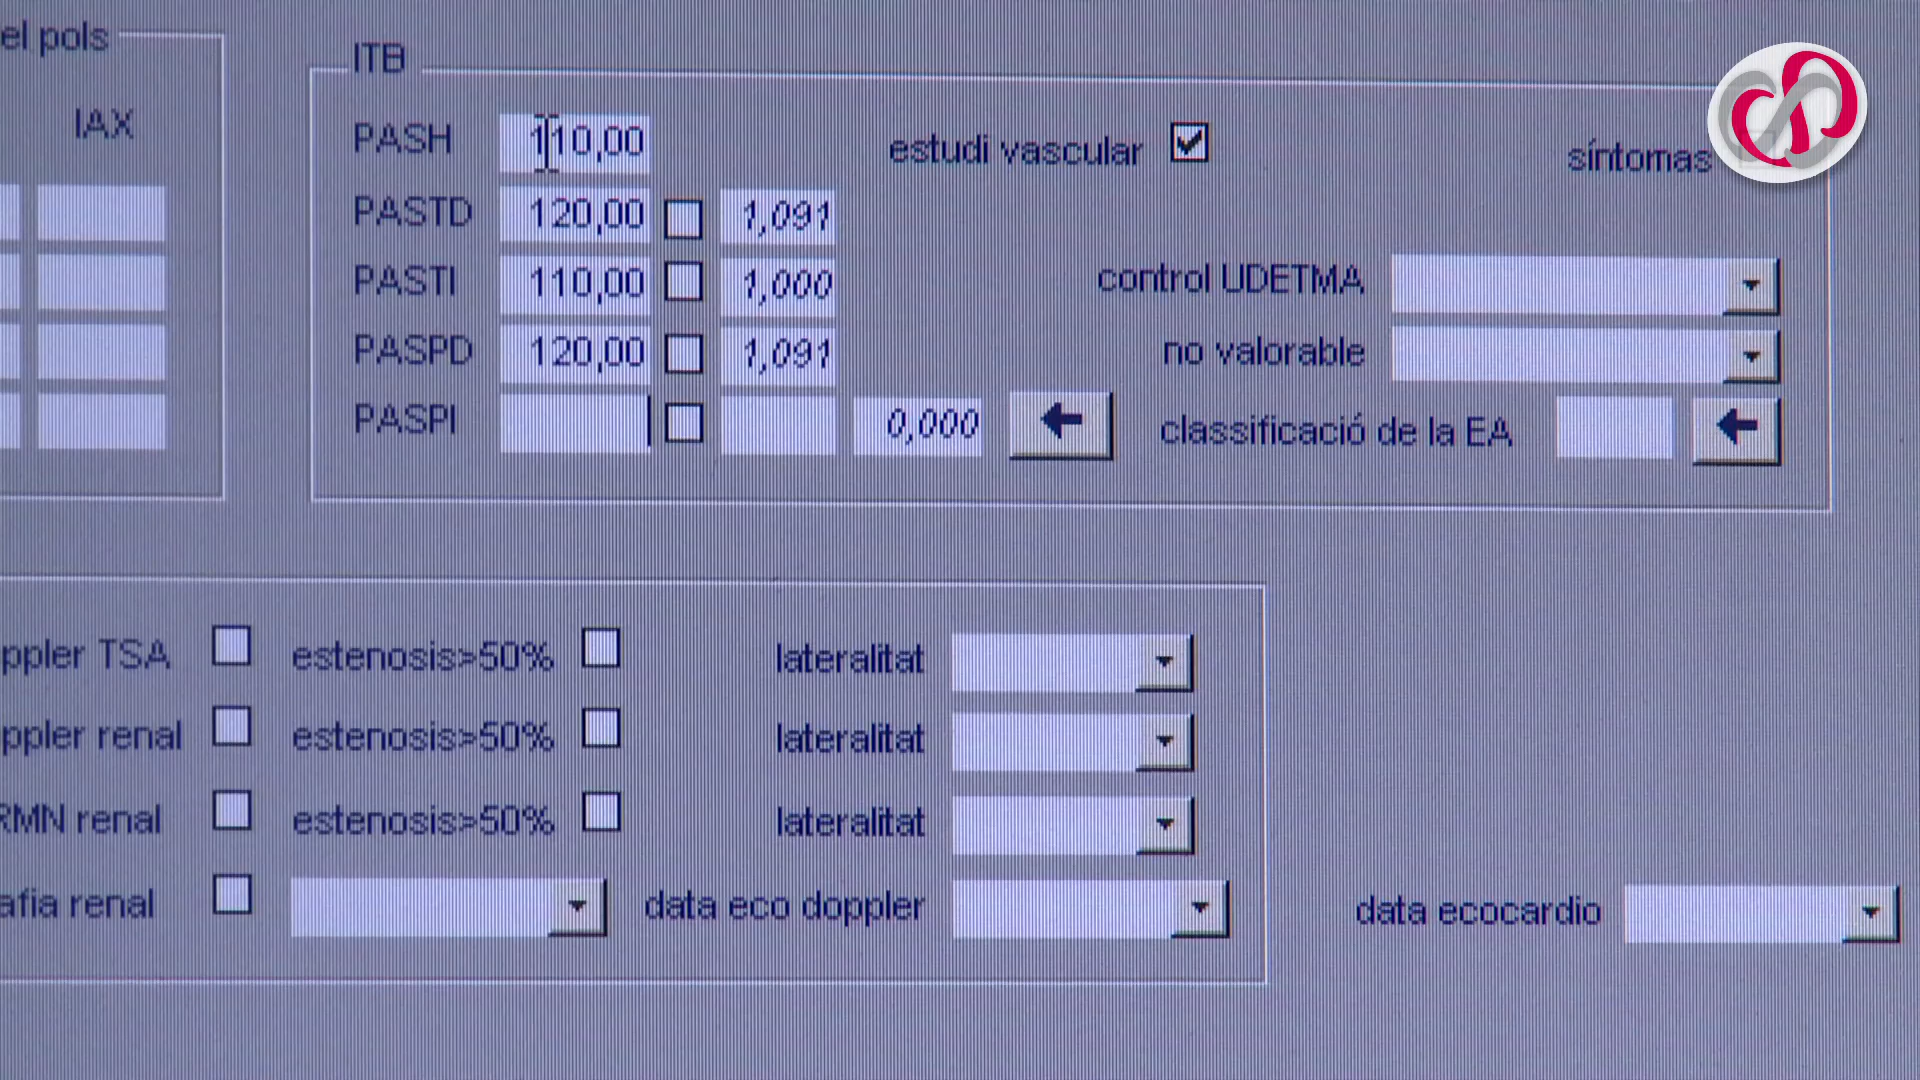 el pols
ITB
IAX
PASH 110,00 estudi vascular síntomas
PASTD 120,00 1,091
PASTI 110,00 1,000 control UDETMA
PASPD 120,00 1,091 no valorable
PASPI 0,000 classificació de la EA
ppler TSA estenosis>50% lateralitat
ppler renal estenosis>50% lateralitat
RMN renal estenosis>50% lateralitat
afia renal data eco doppler data ecocardio